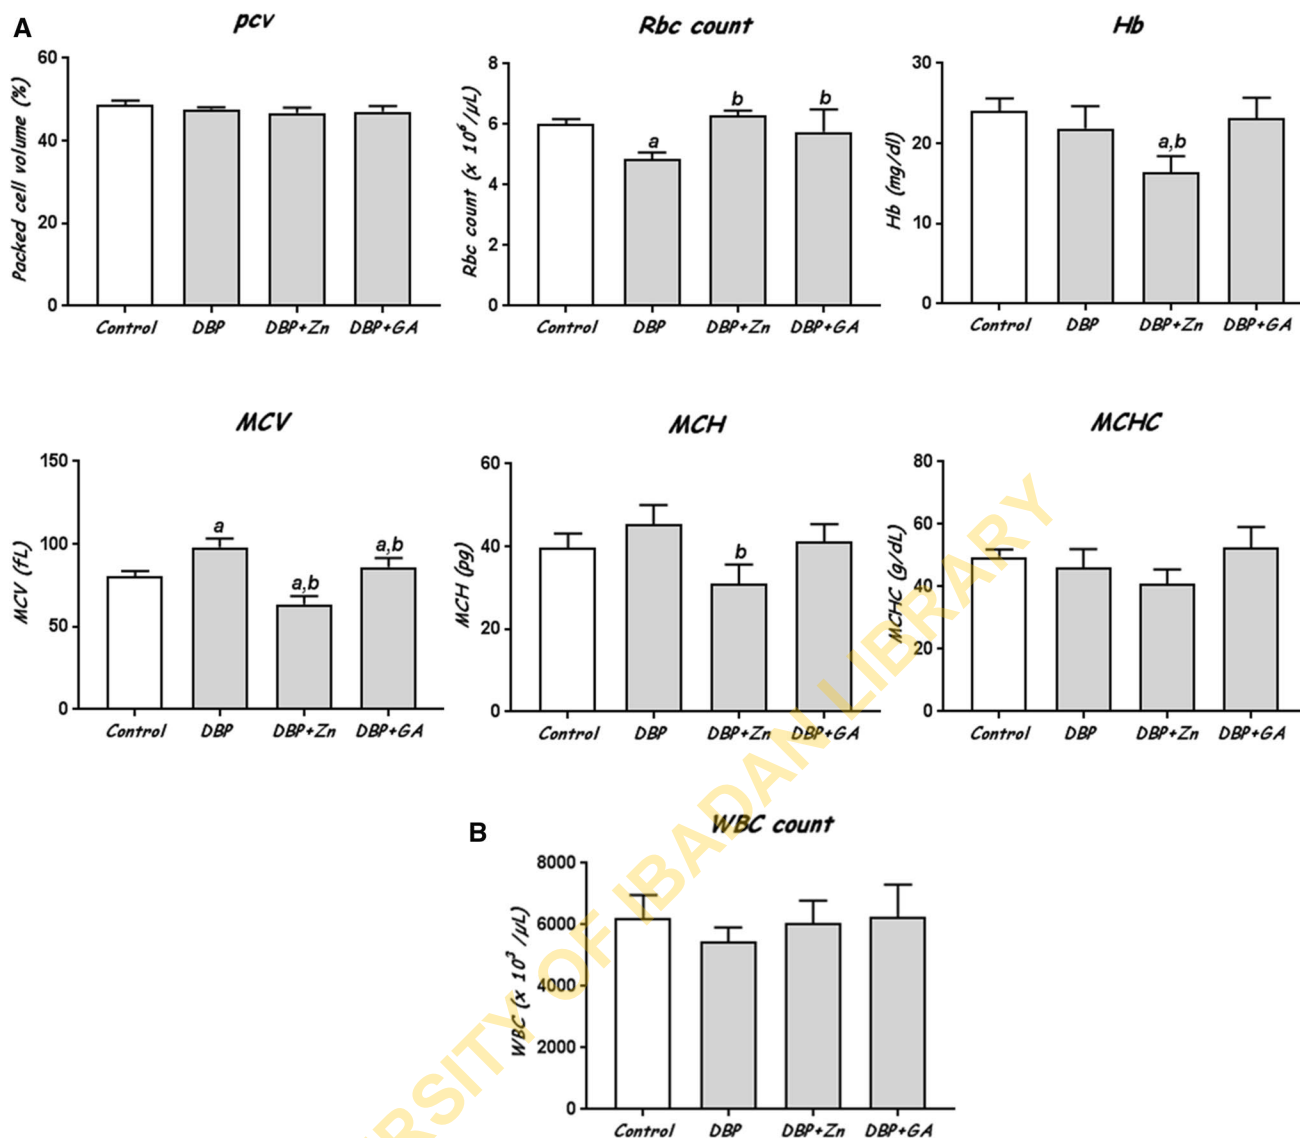 A
pcv
Packed cell volume (%)
60
40
20
0
Control DBP DBP+Zn DBP+GA
Rbc count
Rbc count (x 10⁶/µL)
8
6
4
2
0
a
b
b
Control DBP DBP+Zn DBP+GA
Hb
Hb (mg/dl)
30
20
10
0
a,b
Control DBP DBP+Zn DBP+GA
MCV
MCV (fL)
150
100
50
0
a
a,b
a,b
Control DBP DBP+Zn DBP+GA
MCH
MCH (pg)
60
40
20
0
b
Control DBP DBP+Zn DBP+GA
MCHC
MCHC (g/dL)
80
60
40
20
0
Control DBP DBP+Zn DBP+GA
B
WBC count
WBC (x 10³ /µL)
8000
6000
4000
2000
0
Control DBP DBP+Zn DBP+GA
RSITY OF IBADAN LIBRARY